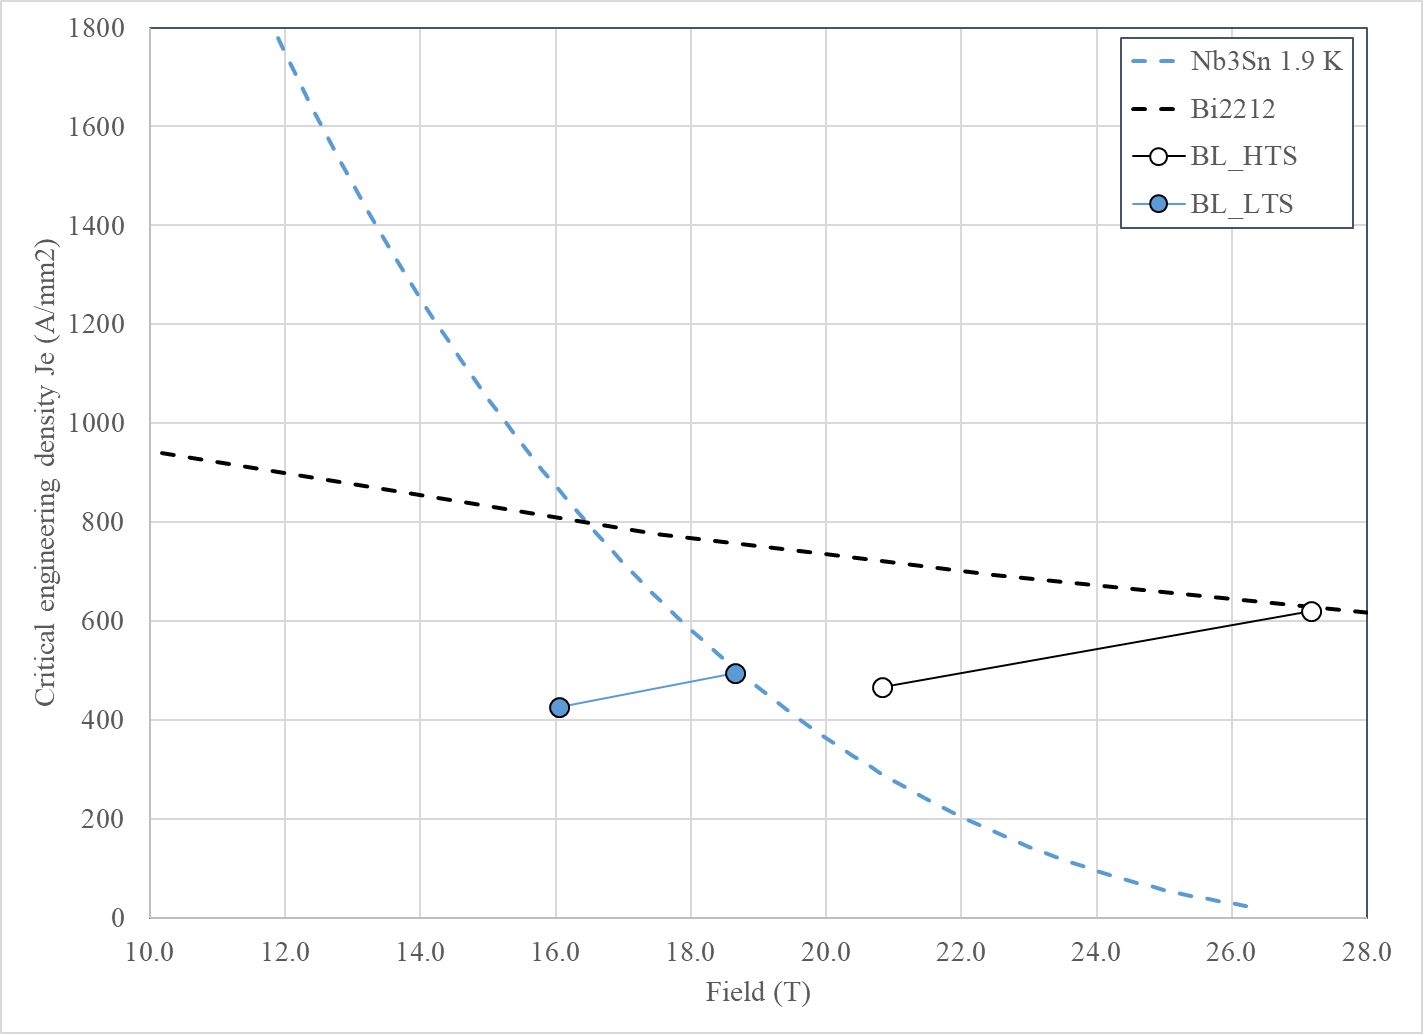 1800
1600
1400
1200
1000
800
600
400
200
0
Critical engineering density Je (A/mm2)
Nb3Sn 1.9 K
Bi2212
BL_HTS
BL_LTS
10.0 12.0 14.0 16.0 18.0 20.0 22.0 24.0 26.0 28.0
Field (T)